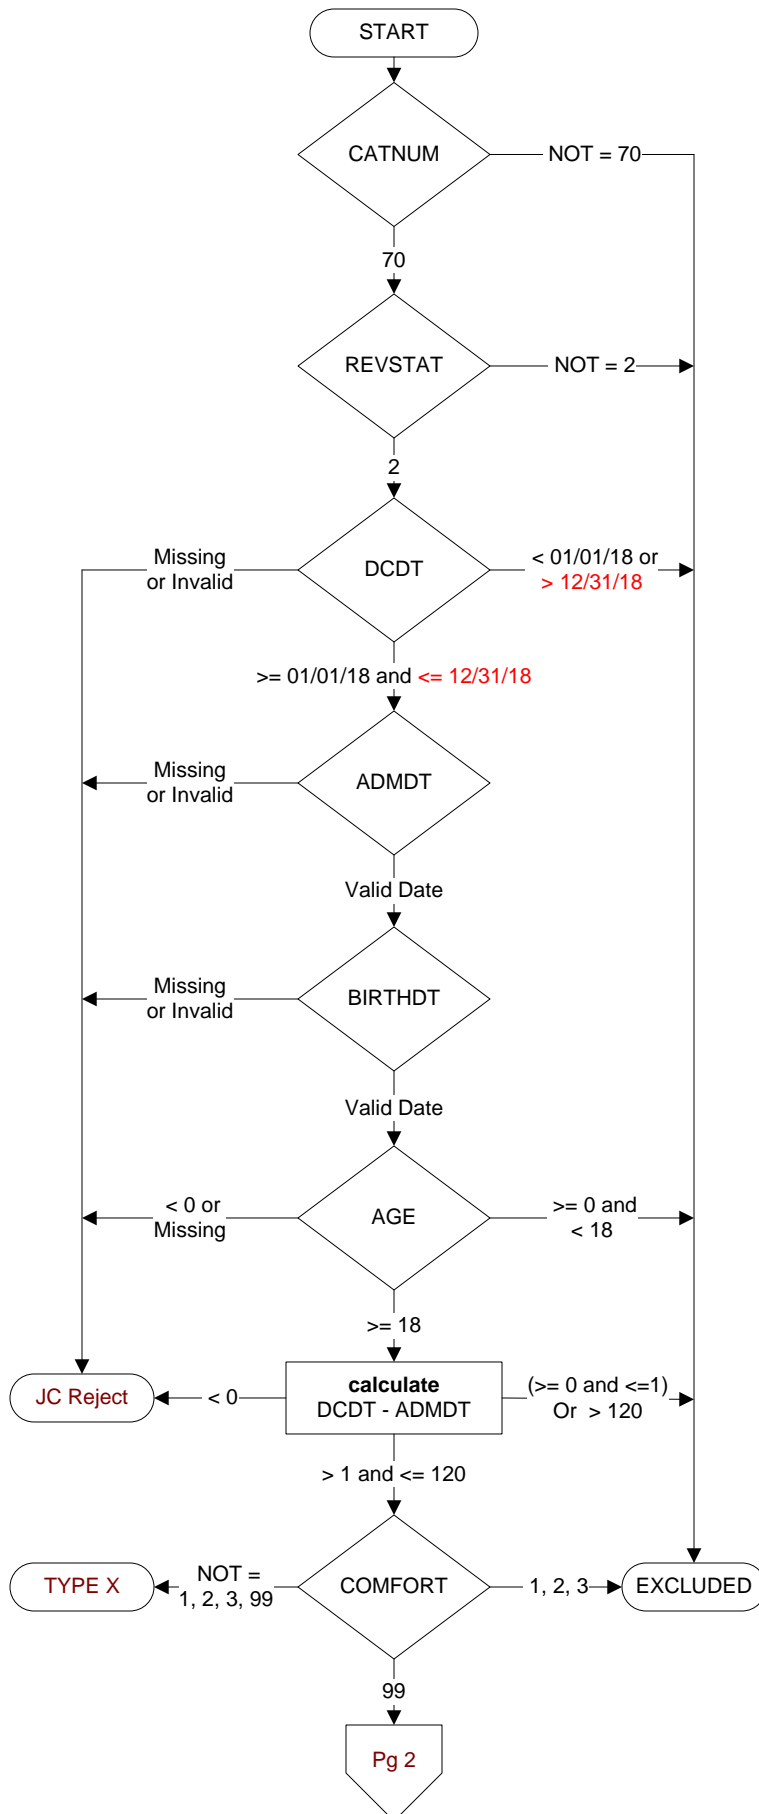 START
CATNUM
NOT = 70
70
REVSTAT
NOT = 2
2
Missing
or Invalid
DCDT
< 01/01/18 or
> 12/31/18
>= 01/01/18 and <= 12/31/18
Missing
or Invalid
ADMDT
Valid Date
Missing
or Invalid
BIRTHDT
Valid Date
< 0 or
Missing
AGE
>= 0 and
< 18
>= 18
JC Reject
< 0
calculate
DCDT - ADMDT
(>= 0 and <=1)
Or > 120
> 1 and <= 120
TYPE X
NOT =
1, 2, 3, 99
COMFORT
1, 2, 3
EXCLUDED
99
Pg 2